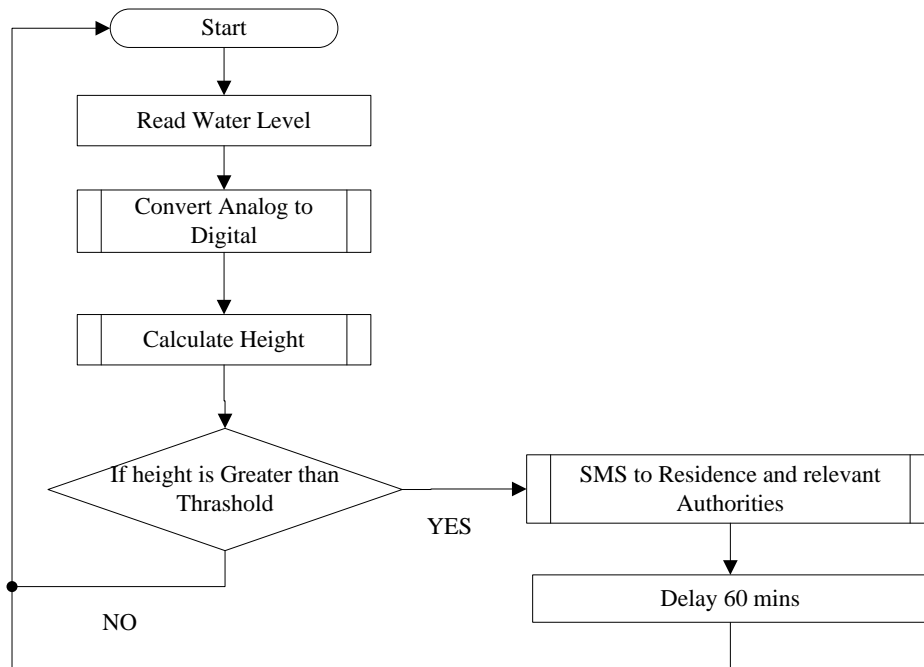 Start
Read Water Level
Convert Analog to
Digital
Calculate Height
If height is Greater than
Thrashold
YES
SMS to Residence and relevant
Authorities
Delay 60 mins
NO